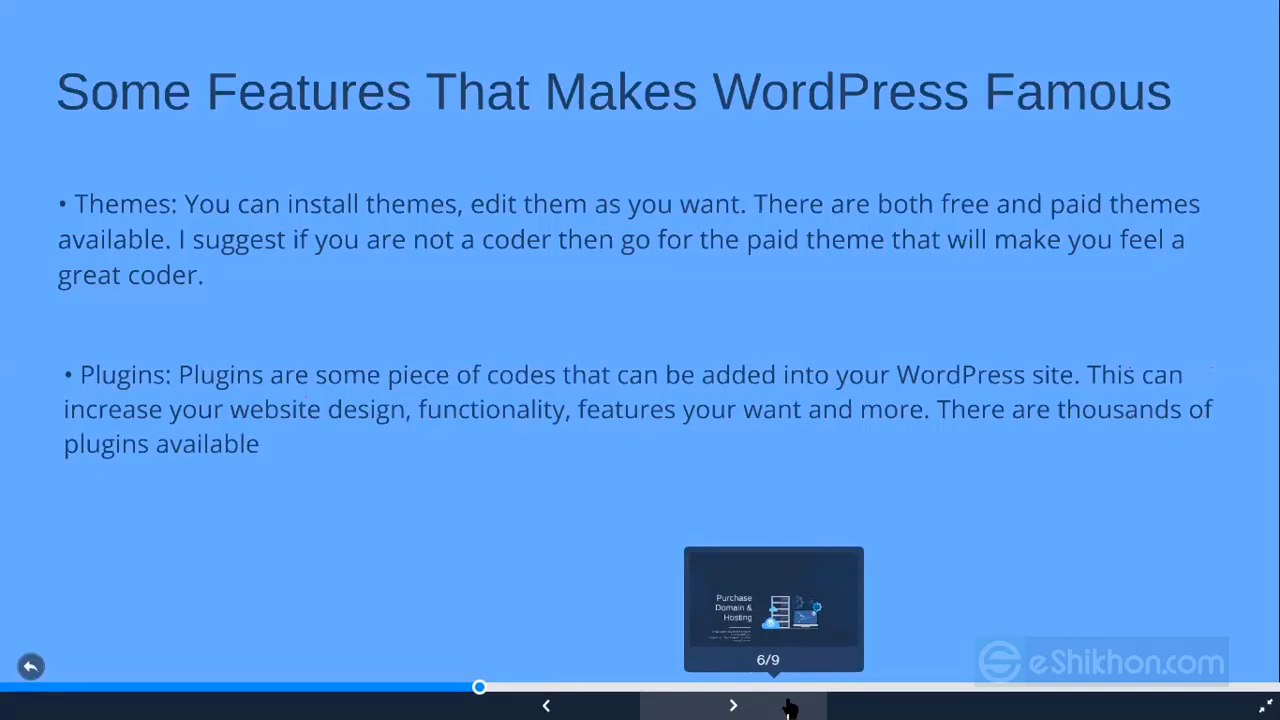 Some Features That Makes WordPress Famous
• Themes: You can install themes, edit them as you want. There are both free and paid themes
available. I suggest if you are not a coder then go for the paid theme that will make you feel a
great coder.
• Plugins: Plugins are some piece of codes that can be added into your WordPress site. This can
increase your website design, functionality, features your want and more. There are thousands of
plugins available
Purchase
Domain &
Hosting
6/9
eShikhon.com